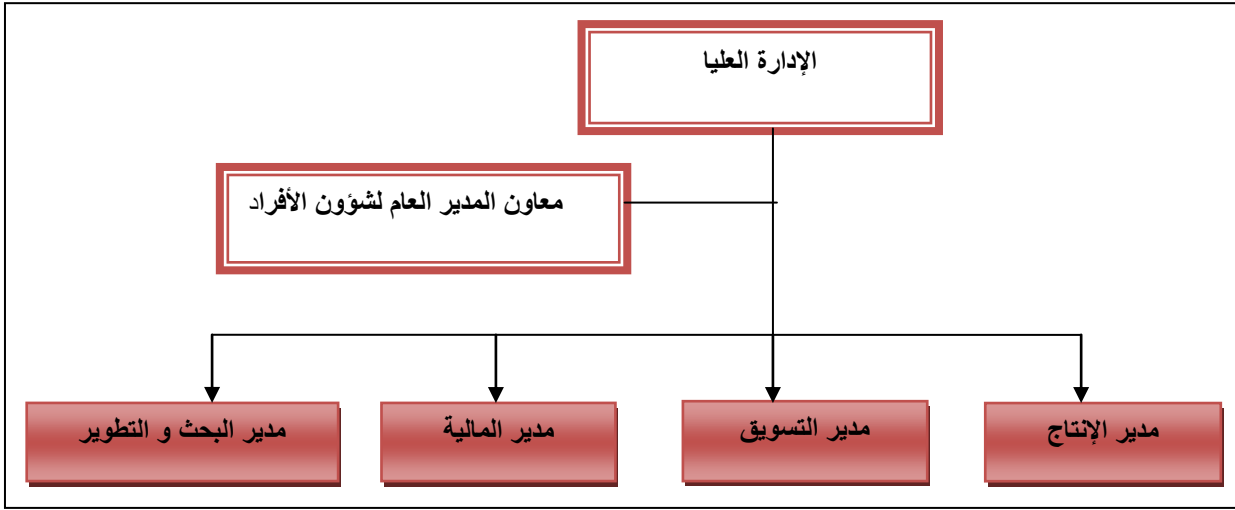 الإدارة العليا
معاون المدير العام لشؤون الأفراد
مدير الإنتاج
مدير التسويق
مدير المالية
مدير البحث و التطوير